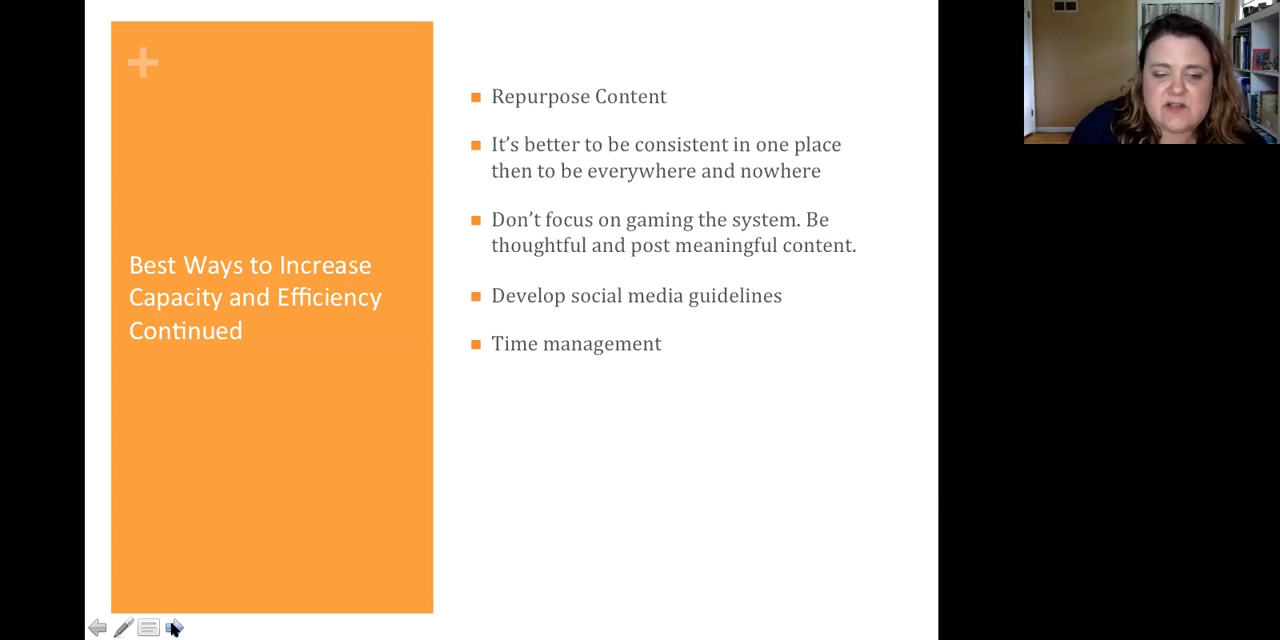 Best Ways to Increase
Capacity and Efficiency
Continued
Repurpose Content
It's better to be consistent in one place
then to be everywhere and nowhere
Don't focus on gaming the system. Be
thoughtful and post meaningful content.
Develop social media guidelines
Time management